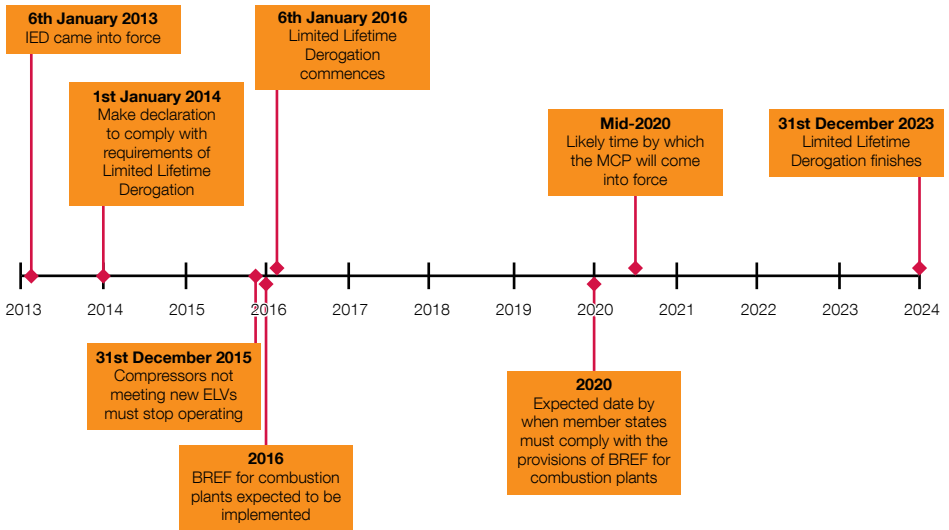 6th January 2013
IED came into force
6th January 2016
Limited Lifetime
Derogation
commences
1st January 2014
Make declaration
to comply with
requirements of
Limited Lifetime
Derogation
Mid-2020
Likely time by which
the MCP will come
into force
31st December 2023
Limited Lifetime
Derogation finishes
2013 2014 2015 2016 2017 2018 2019 2020 2021 2022 2023 2024
31st December 2015
Compressors not
meeting new ELVs
must stop operating
2016
BREF for combustion
plants expected to be
implemented
2020
Expected date by
when member states
must comply with the
provisions of BREF for
combustion plants